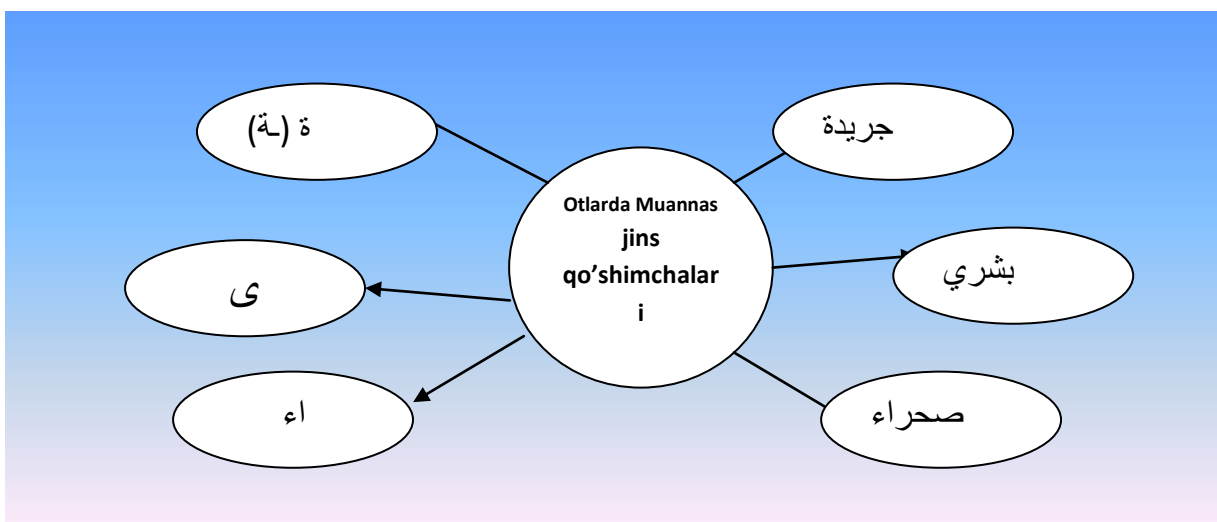 ة (ـة)
جريدة
Otlarda Muannas
jins
qo’shimchalar
i
ى
بشري
اء
صحراء